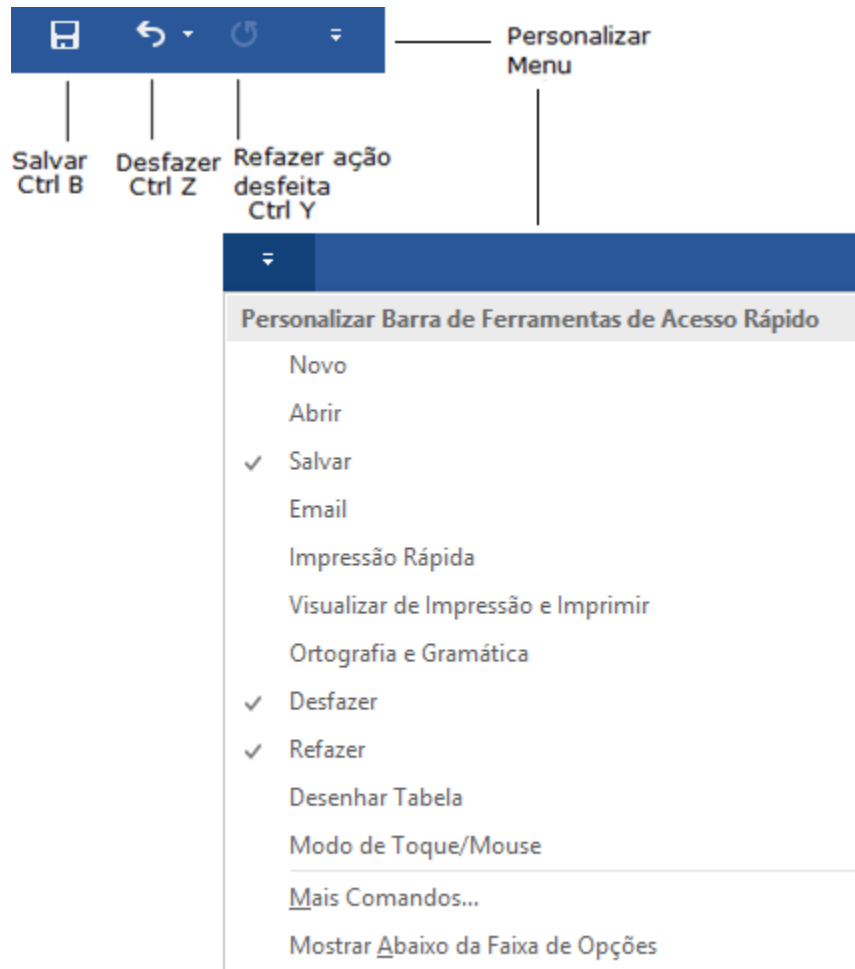 Personalizar
Menu
Salvar
Ctrl B
Desfazer
Ctrl Z
Refazer ação
desfeita
Ctrl Y
Personalizar Barra de Ferramentas de Acesso Rápido
Novo
Abrir
Salvar
Email
Impressão Rápida
Visualizar de Impressão e Imprimir
Ortografia e Gramática
Desfazer
Refazer
Desenhar Tabela
Modo de Toque/Mouse
Mais Comandos...
Mostrar Abaixo da Faixa de Opções